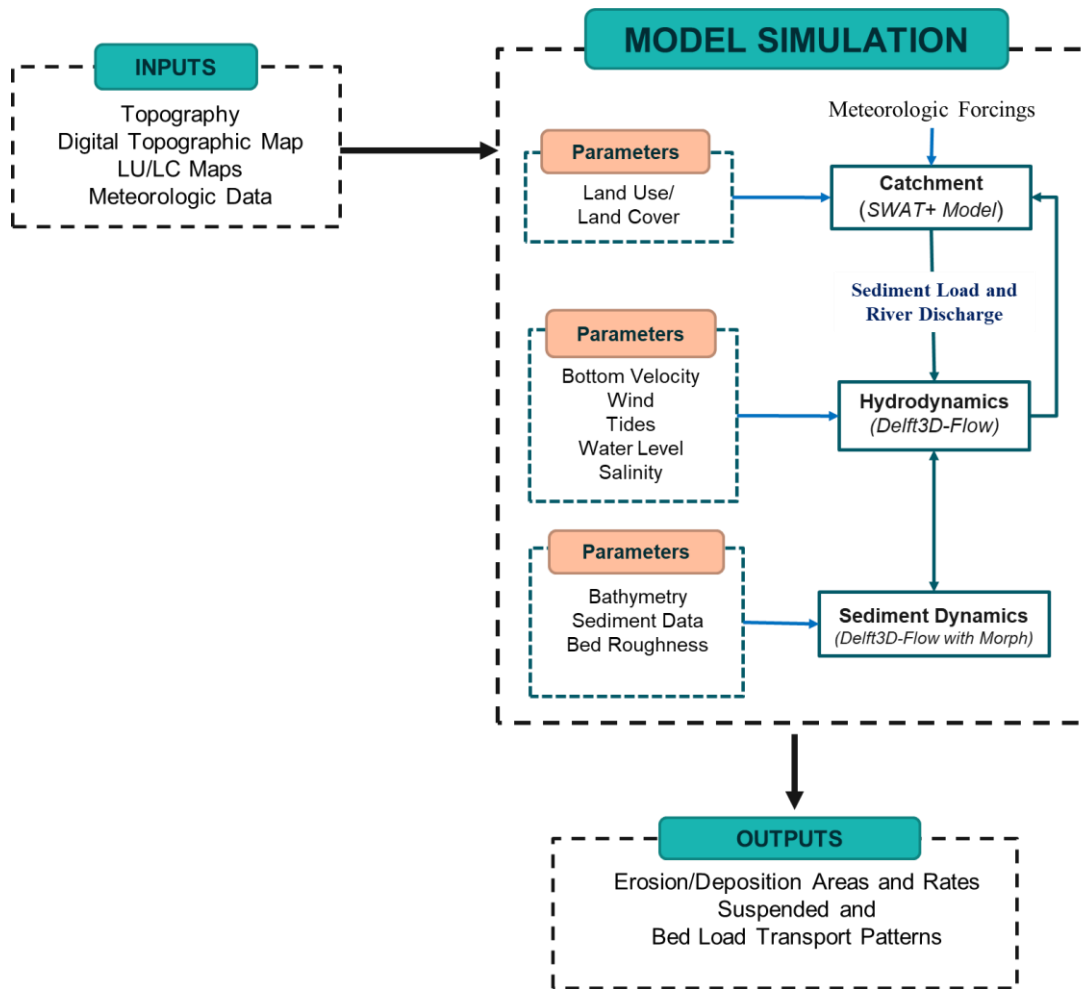 INPUTS
Topography
Digital Topographic Map
LU/LC Maps
Meteorologic Data
MODEL SIMULATION
Meteorologic Forcings
Parameters
Land Use/
Land Cover
Catchment
(SWAT+ Model)
Sediment Load and
River Discharge
Parameters
Bottom Velocity
Wind
Tides
Water Level
Salinity
Hydrodynamics
(Delft3D-Flow)
Parameters
Bathymetry
Sediment Data
Bed Roughness
Sediment Dynamics
(Delft3D-Flow with Morph)
OUTPUTS
Erosion/Deposition Areas and Rates
Suspended and
Bed Load Transport Patterns